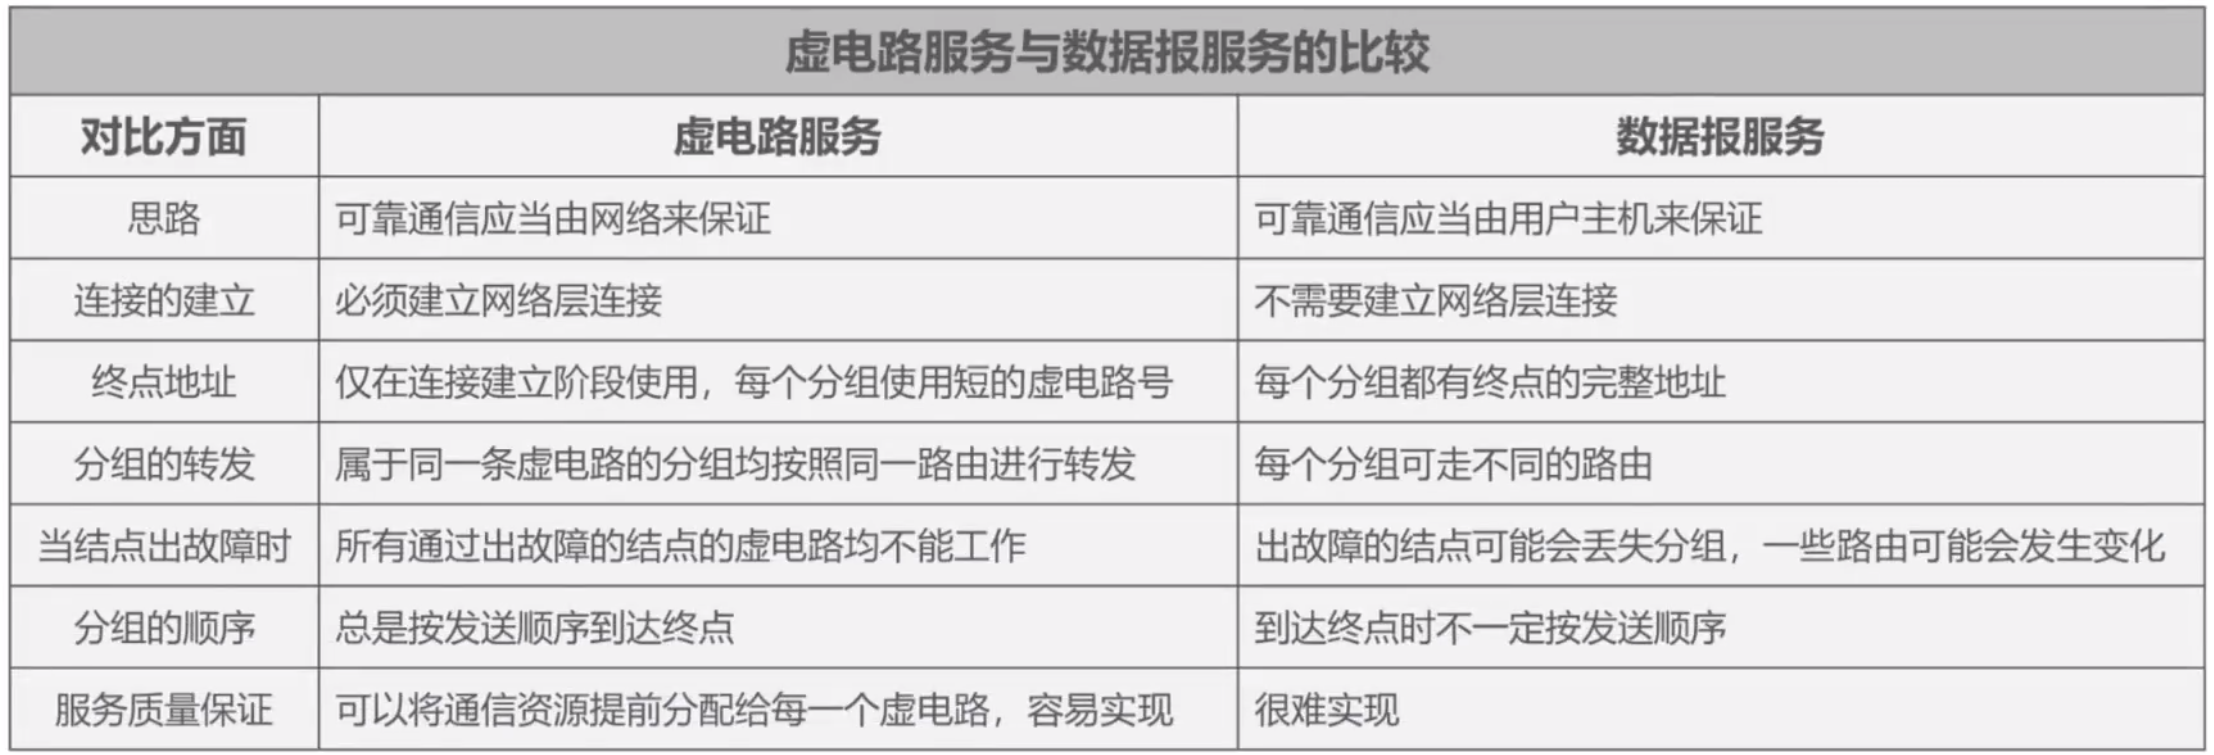 虚电路服务与数据报服务的比较
对比方面 虚电路服务 数据报服务
思路 可靠通信应当由网络来保证 可靠通信应当由用户主机来保证
连接的建立 必须建立网络层连接 不需要建立网络层连接
终点地址 仅在连接建立阶段使用，每个分组使用短的虚电路号 每个分组都有终点的完整地址
分组的转发 属于同一条虚电路的分组均按照同一路由进行转发 每个分组可走不同的路由
当结点出故障时 所有通过出故障的结点的虚电路均不能工作 出故障的结点可能会丢失分组，一些路由可能会发生变化
分组的顺序 总是按发送顺序到达终点 到达终点时不一定按发送顺序
服务质量保证 可以将通信资源提前分配给每一个虚电路，容易实现 很难实现